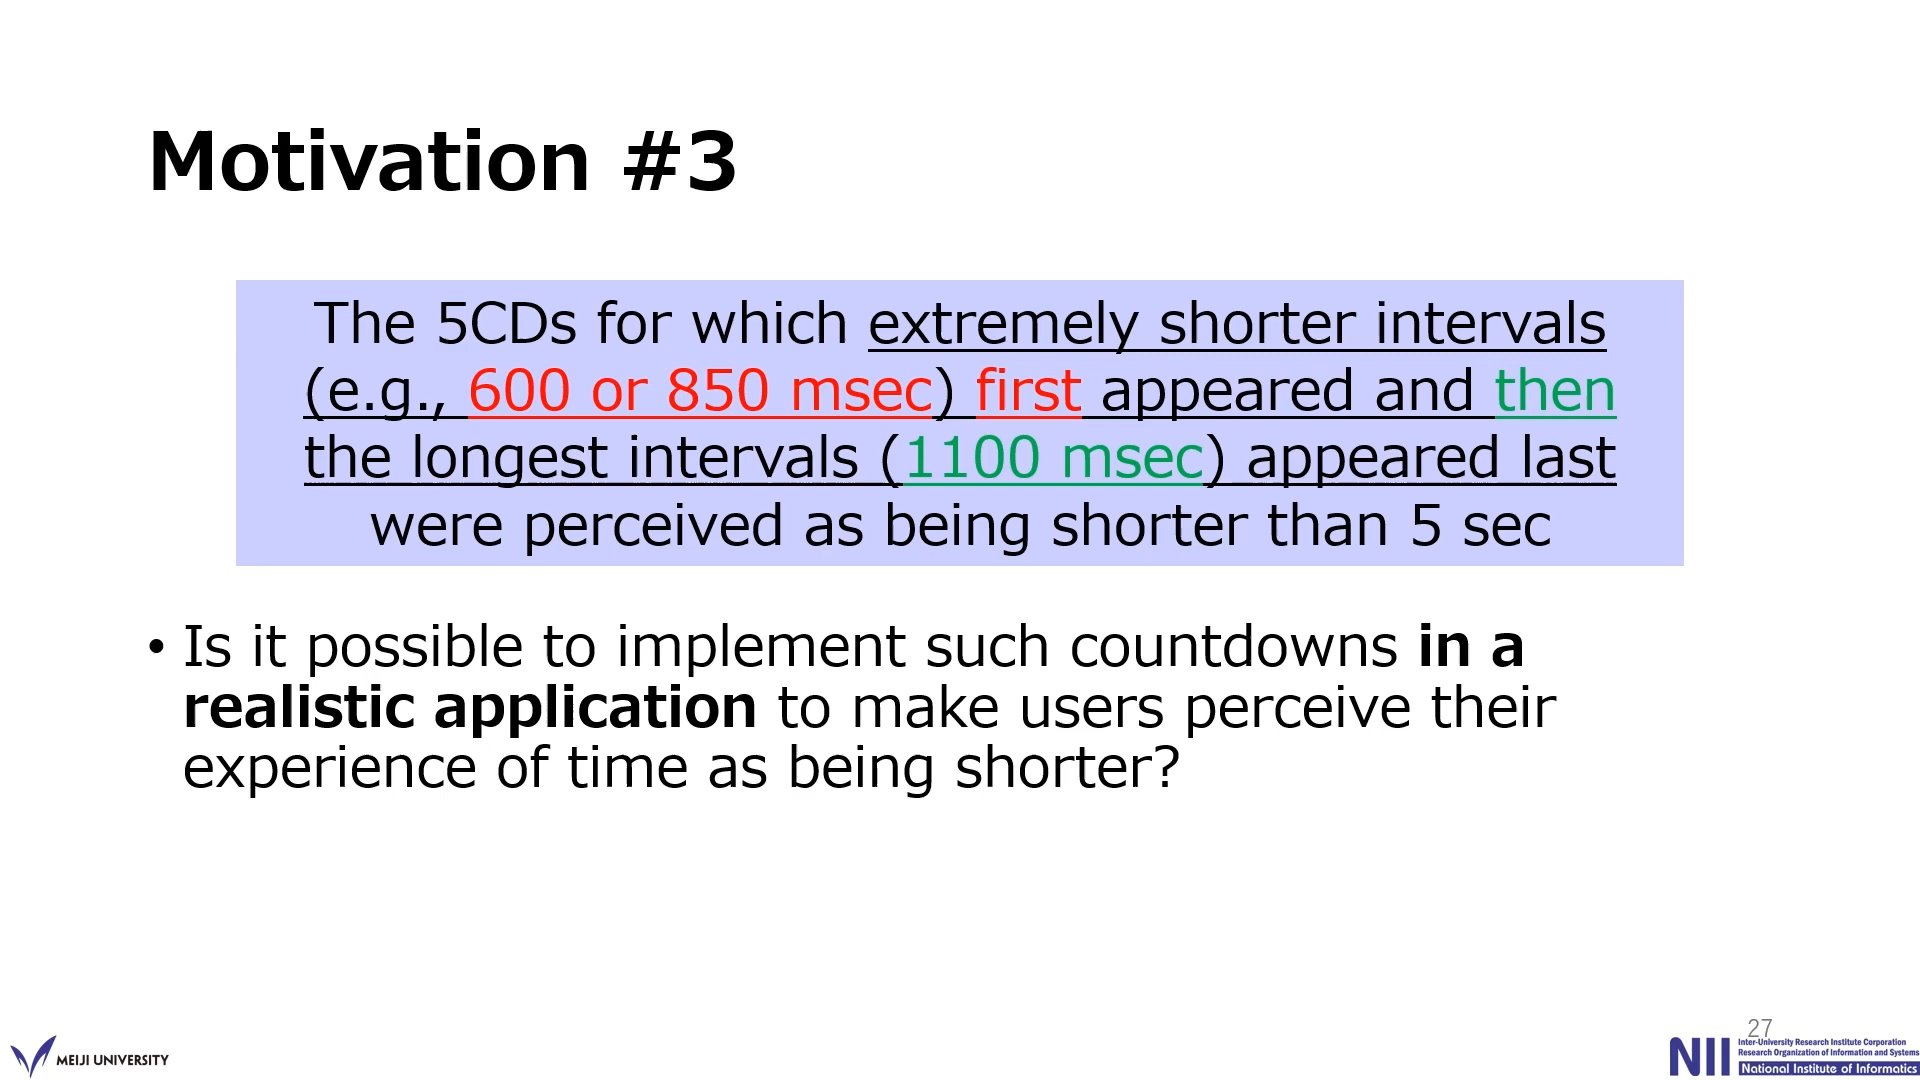 Motivation #3
The 5CDs for which extremely shorter intervals
(e.g., 600 or 850 msec) first appeared and then
the longest intervals (1100 msec) appeared last
were perceived as being shorter than 5 sec
• Is it possible to implement such countdowns in a
realistic application to make users perceive their
experience of time as being shorter?
MEIJI UNIVERSITY
27
NII
Inter-University Research Institute Corporation
Research Organization of Information and Systems
National Institute of Informatics